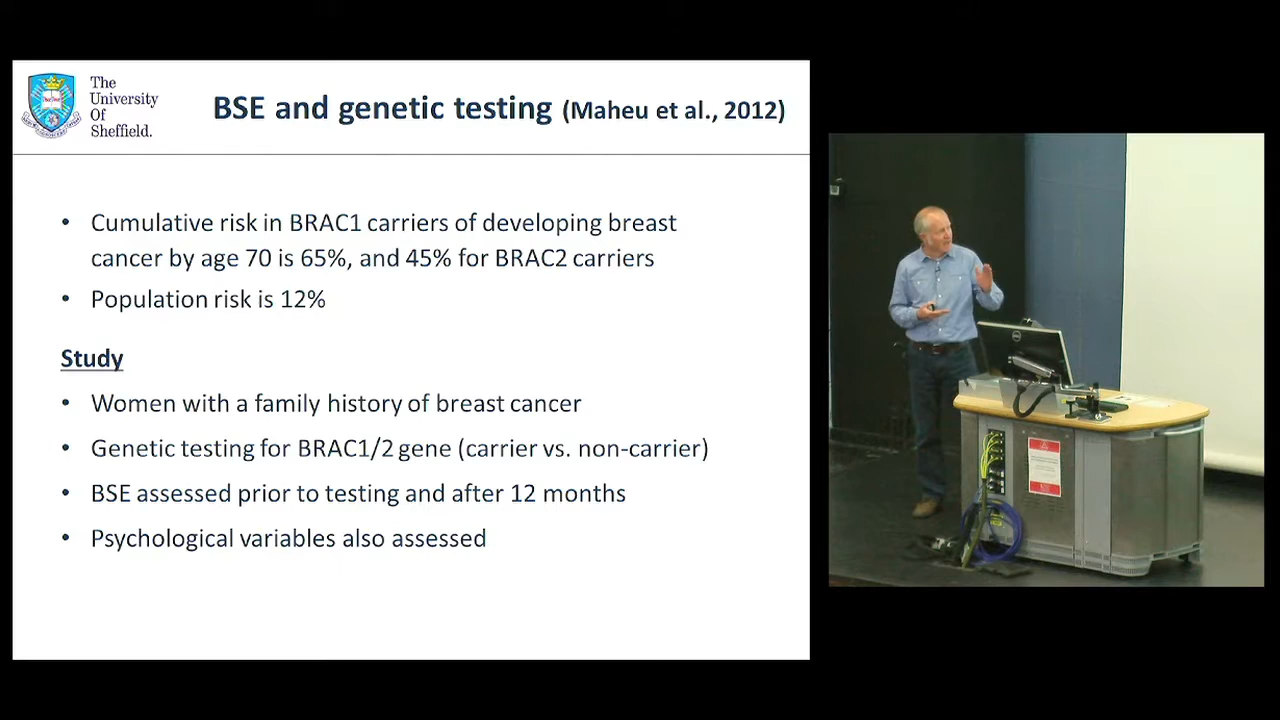 The
University
Of
Sheffield.
BSE and genetic testing (Maheu et al., 2012)
• Cumulative risk in BRAC1 carriers of developing breast
cancer by age 70 is 65%, and 45% for BRAC2 carriers
• Population risk is 12%
Study
• Women with a family history of breast cancer
• Genetic testing for BRAC1/2 gene (carrier vs. non-carrier)
• BSE assessed prior to testing and after 12 months
• Psychological variables also assessed